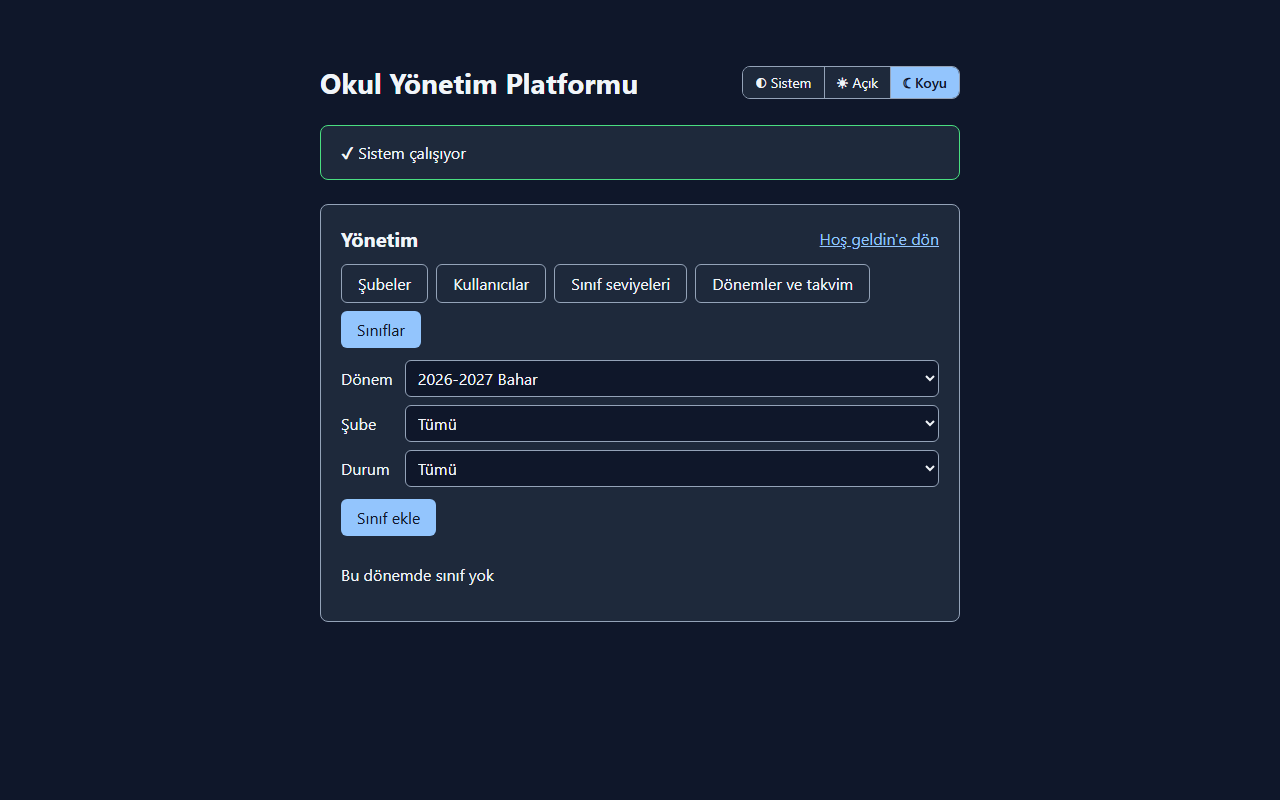 Okul Yönetim Platformu
◐ Sistem ☀ Açık ☾ Koyu
✓ Sistem çalışıyor
Yönetim Hoş geldin'e dön
Şubeler Kullanıcılar Sınıf seviyeleri Dönemler ve takvim
Sınıflar
Dönem 2026-2027 Bahar
Şube Tümü
Durum Tümü
Sınıf ekle
Bu dönemde sınıf yok